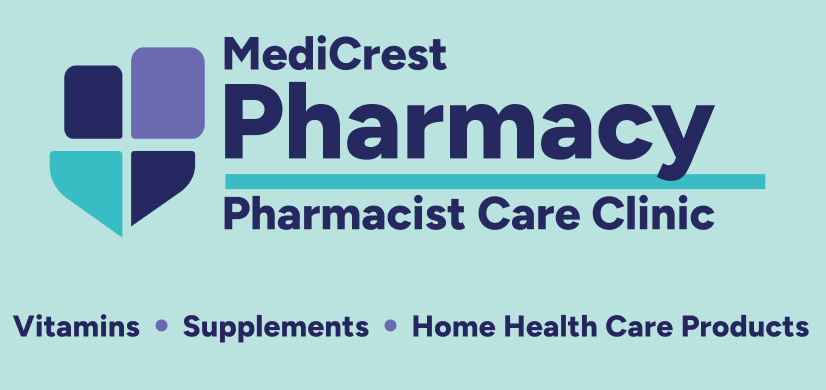 MediCrest
Pharmacy
Pharmacist Care Clinic
Vitamins • Supplements • Home Health Care Products